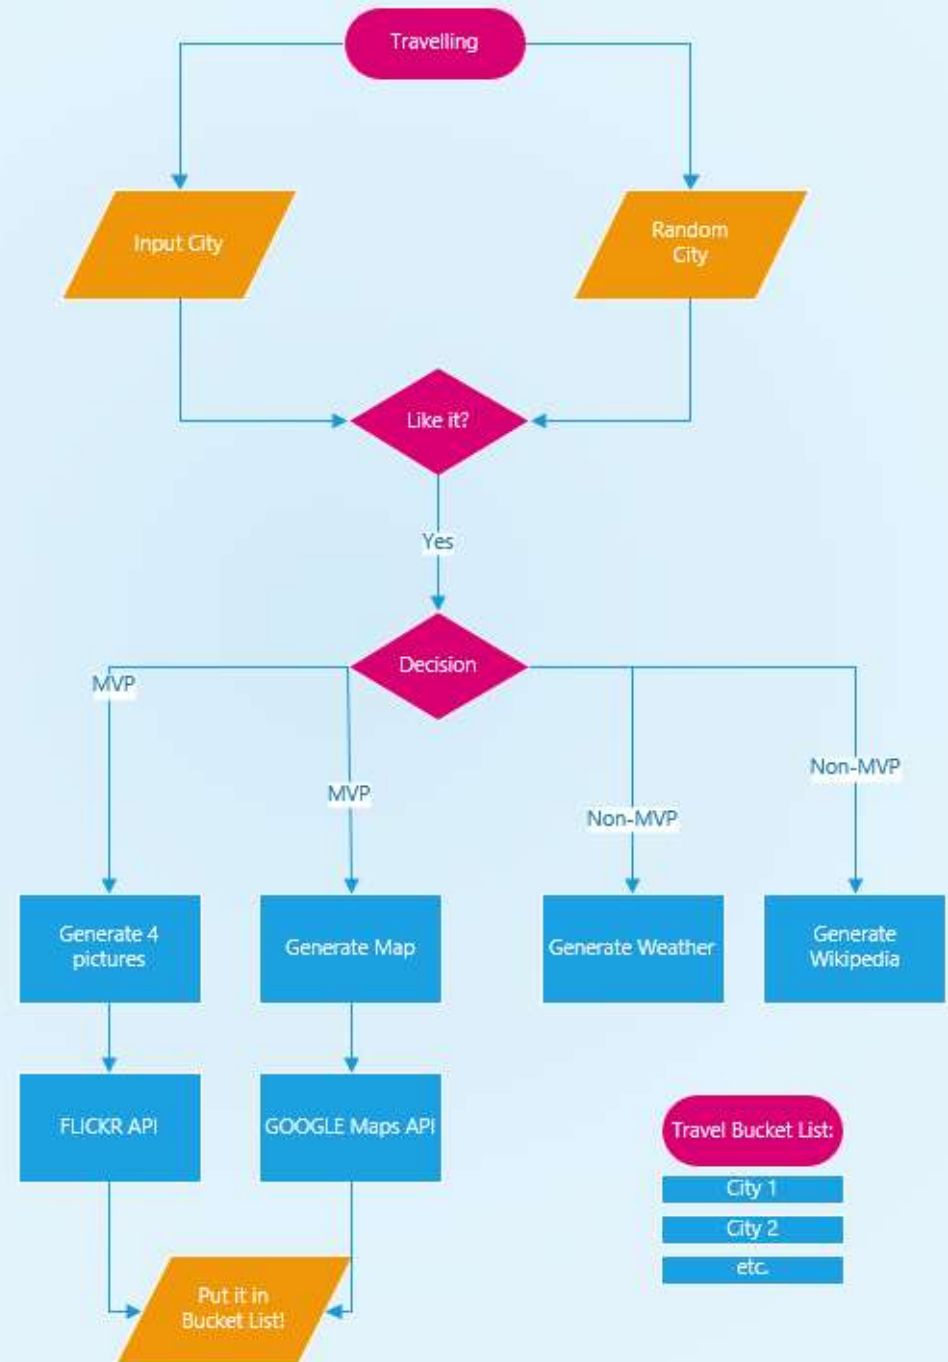 Travelling
Input City
Random
City
Like it?
Yes
Decision
MVP
MVP
Non-MVP
Non-MVP
Generate 4
pictures
Generate Map
Generate Weather
Generate
Wikipedia
FLICKR API
GOOGLE Maps API
Travel Bucket List:
City 1
City 2
etc.
Put it in
Bucket List!